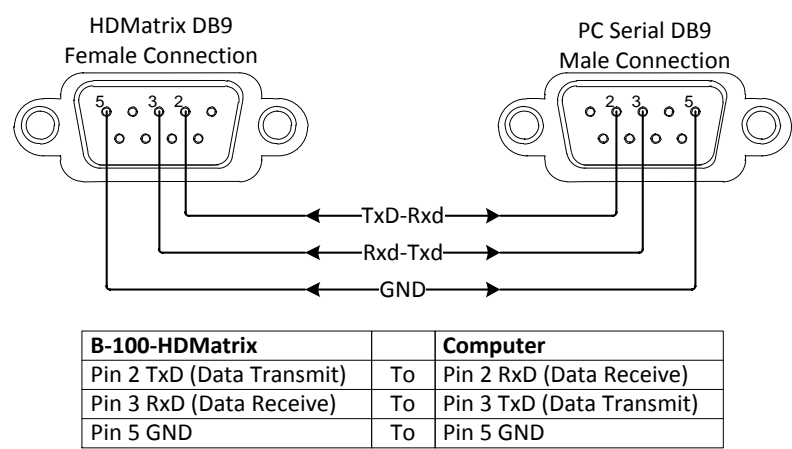 HDMatrix DB9
Female Connection
PC Serial DB9
Male Connection
5 3 2
2 3 5
TxD-Rxd
Rxd-Txd
GND
B-100-HDMatrix Computer
Pin 2 TxD (Data Transmit) To Pin 2 RxD (Data Receive)
Pin 3 RxD (Data Receive) To Pin 3 TxD (Data Transmit)
Pin 5 GND To Pin 5 GND